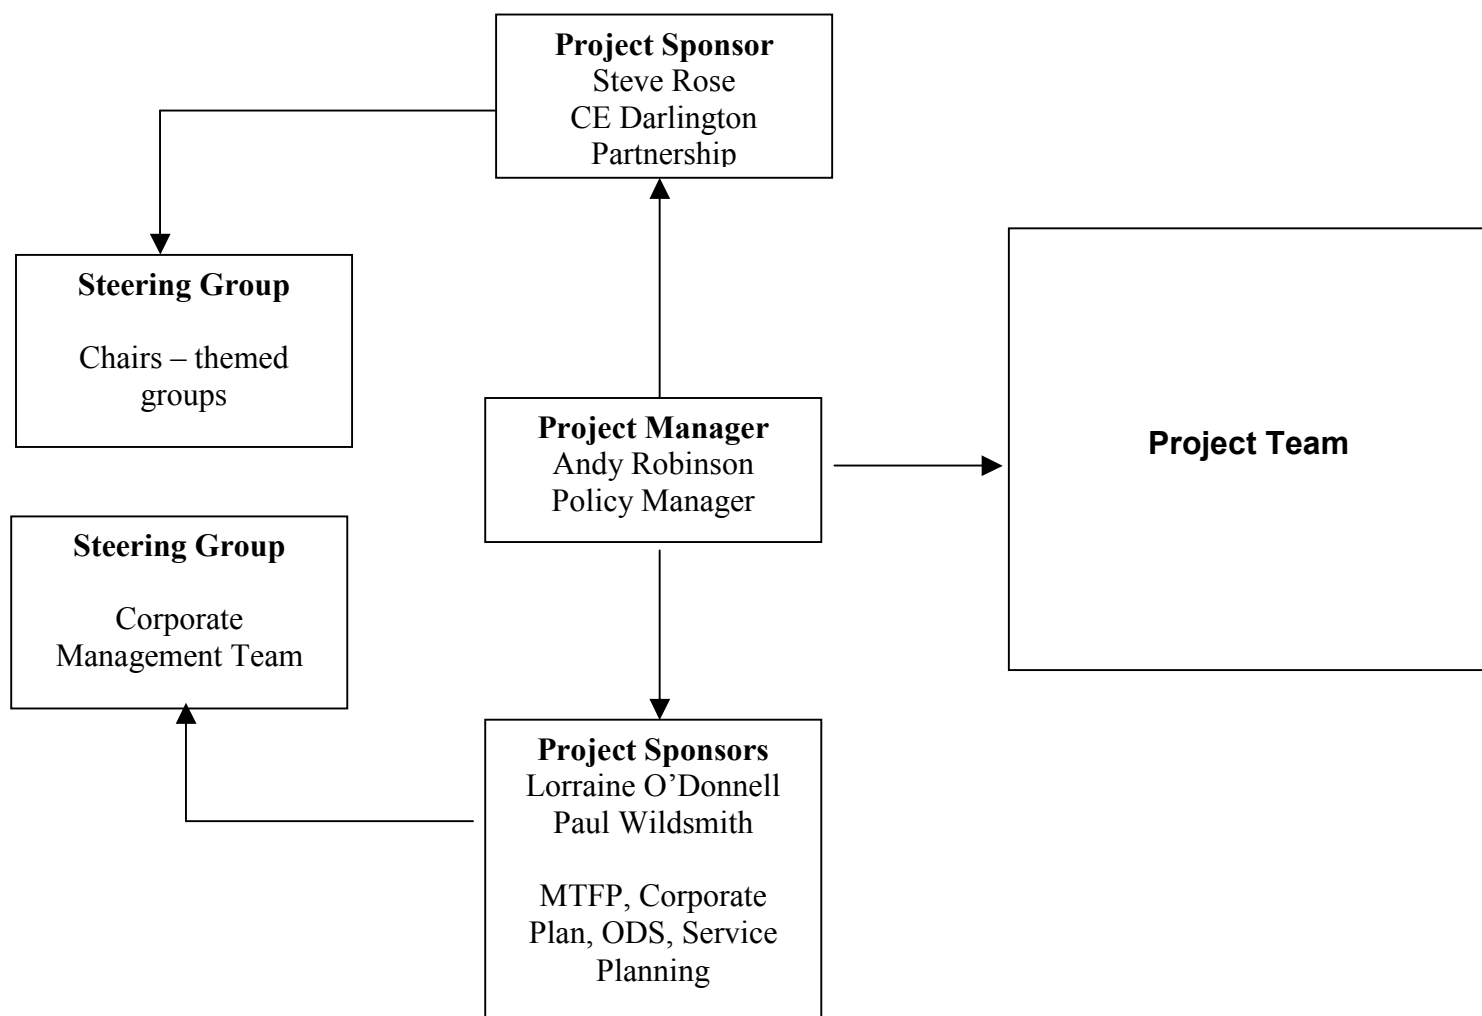 Project Sponsor
Steve Rose
CE Darlington
Partnership
Steering Group
Chairs – themed
groups
Project Manager
Andy Robinson
Policy Manager
Project Team
Steering Group
Corporate
Management Team
Project Sponsors
Lorraine O’Donnell
Paul Wildsmith
MTFP, Corporate
Plan, ODS, Service
Planning